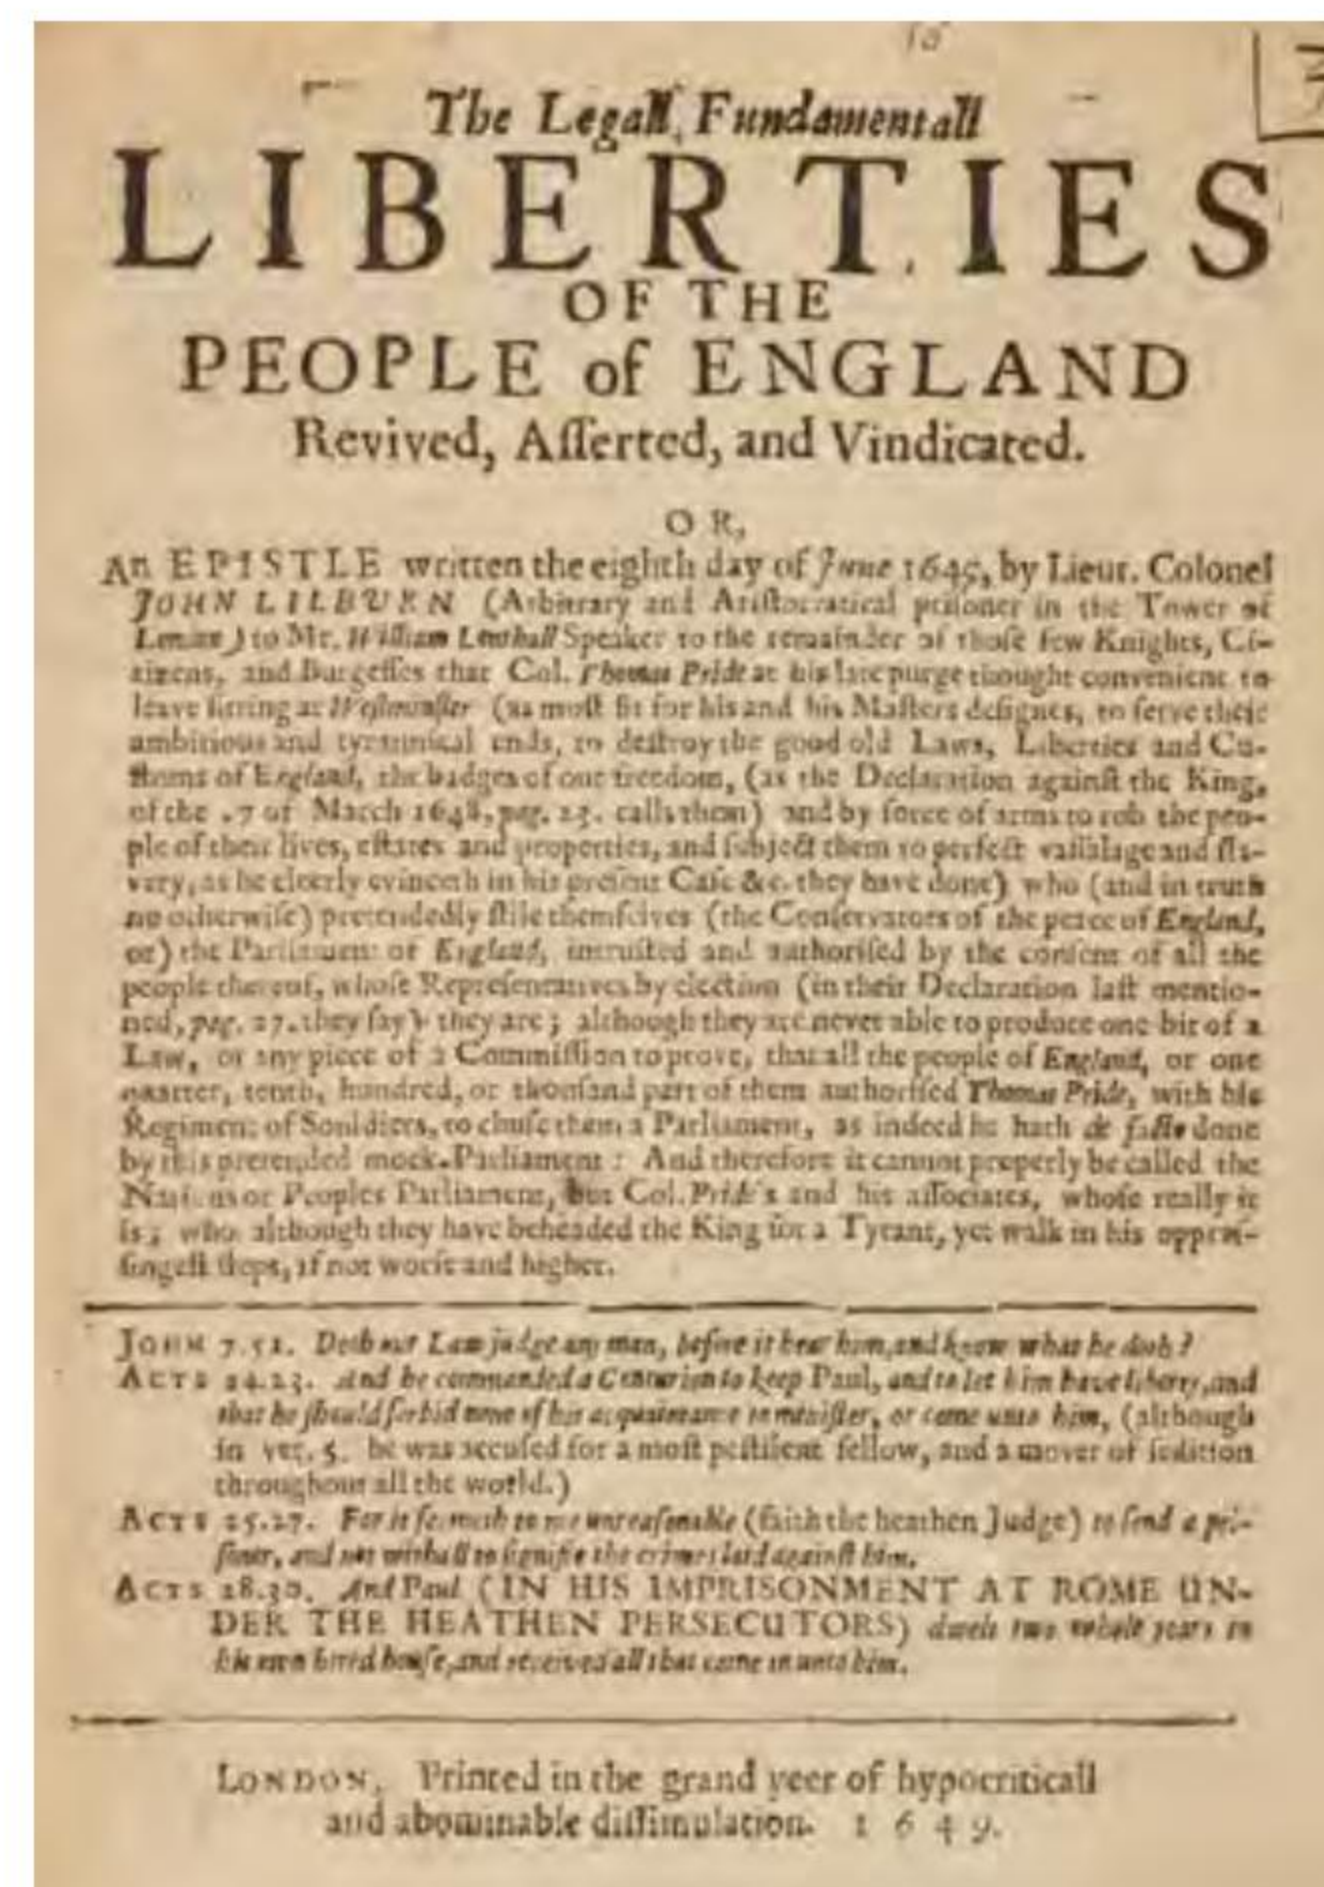 The Legall Fundamentall
LIBERTIES
OF THE
PEOPLE of ENGLAND
Revived, Aſſerted, and Vindicated.
OR,
An EPISTLE written the eighth day of June 1649, by Lieut. Colonel
JOHN LILBURN (Arbitrary and Ariſtocratical priſoner in the Tower of
London) to Mr. William Lenthall Speaker to the remainder of thoſe few Knights, Ci-
tizens, and Burgeſſes that Col. Thomas Pride at his late purge thought convenient to
leave ſitting at Weſtminſter (as moſt fit for his and his Maſters deſignes, to ſerve their
ambitious and tyrannical ends, to deſtroy the good old Laws, Liberties and Cu-
ſtoms of England, the badges of our freedom, (as the Declaration againſt the King,
of the 7 of March 1648, pag. 23. calls them) and by force of arms to rob the peo-
ple of their lives, eſtates and properties, and ſubject them to perfect vaſſalage and ſla-
very, as he cleerly evinceth in his preſent Caſe &c. they have done) who (and in truth
no otherwiſe) pretendedly ſtile themſelves (the Conſervators of the peace of England,
or) the Parliament of England, intruſted and authoriſed by the conſent of all the
people thereof, whoſe Repreſentatives by election (in their Declaration laſt mentio-
ned, pag. 27. they ſay) they are; although they are never able to produce one bit of a
Law, or any piece of a Commiſſion to prove, that all the people of England, or one
quarter, tenth, hundred, or thouſand part of them authoriſed Thomas Pride, with his
Regiment of Souldiers, to chuſe them a Parliament, as indeed he hath de facto done
by this pretended mock-Parliament: And therefore it cannot properly be called the
Nations or Peoples Parliament, but Col. Pride's and his aſſociates, whoſe really it
is; who although they have beheaded the King for a Tyrant, yet walk in his oppreſ-
ſingeſt ſteps, if not worſe and higher.
JOHN 7.51. Doth our Law judge any man, before it hear him, and know what he doth?
ACTS 24.23. And he commanded a Centurion to keep Paul, and to let him have liberty, and
that he ſhould forbid none of his acquaintance to miniſter, or come unto him, (although
in ver. 5. he was accuſed for a moſt peſtilent fellow, and a mover of ſedition
throughout all the world.)
ACTS 25.27. For it ſeemeth to me unreaſonable (ſaith the heathen Judge) to ſend a pri-
ſoner, and not withall to ſignifie the crimes laid againſt him.
ACTS 28.30. And Paul (IN HIS IMPRISONMENT AT ROME UN-
DER THE HEATHEN PERSECUTORS) dwelt two whole years in
his own hired houſe, and received all that came in unto him.
LONDON, Printed in the grand yeer of hypocriticall
and abominable diſſimulation. 1649.